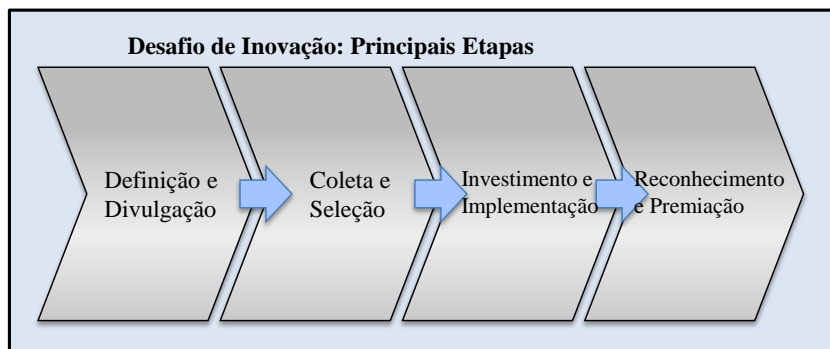 Desafio de Inovação: Principais Etapas
Definição e
Divulgação
Coleta e
Seleção
Investimento e
Implementação
Reconhecimento
e Premiação